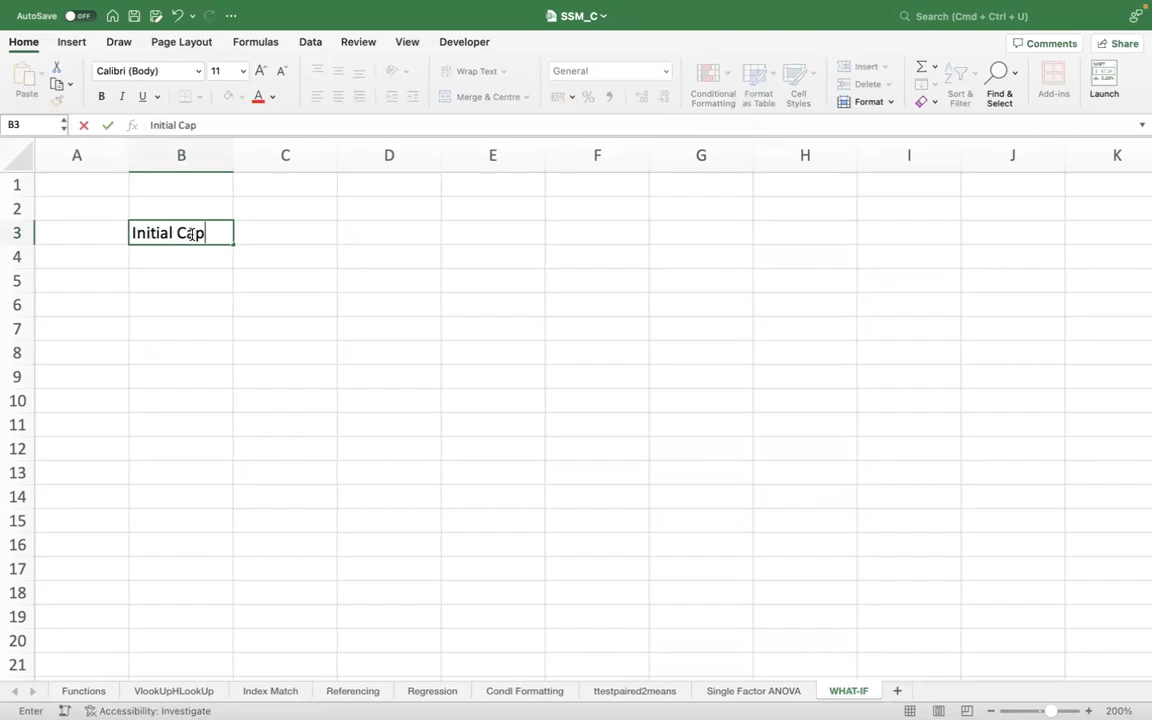 AutoSave OFF SSM_C Search (Cmd + Ctrl + U)
Home Insert Draw Page Layout Formulas Data Review View Developer Comments Share
Paste Calibri (Body) 11 A A Wrap Text General Insert
B I U A Merge & Centre % Conditional Formatting Format as Table Cell Styles Delete Format Sort & Filter Find & Select Add-ins Launch
B3 fx Initial Cap
A B C D E F G H I J K
1
2
3 Initial Cap
4
5
6
7
8
9
10
11
12
13
14
15
16
17
18
19
20
21
Functions VlookUpHLookUp Index Match Referencing Regression Condl Formatting ttestpaired2means Single Factor ANOVA WHAT-IF
Enter Accessibility: Investigate 200%